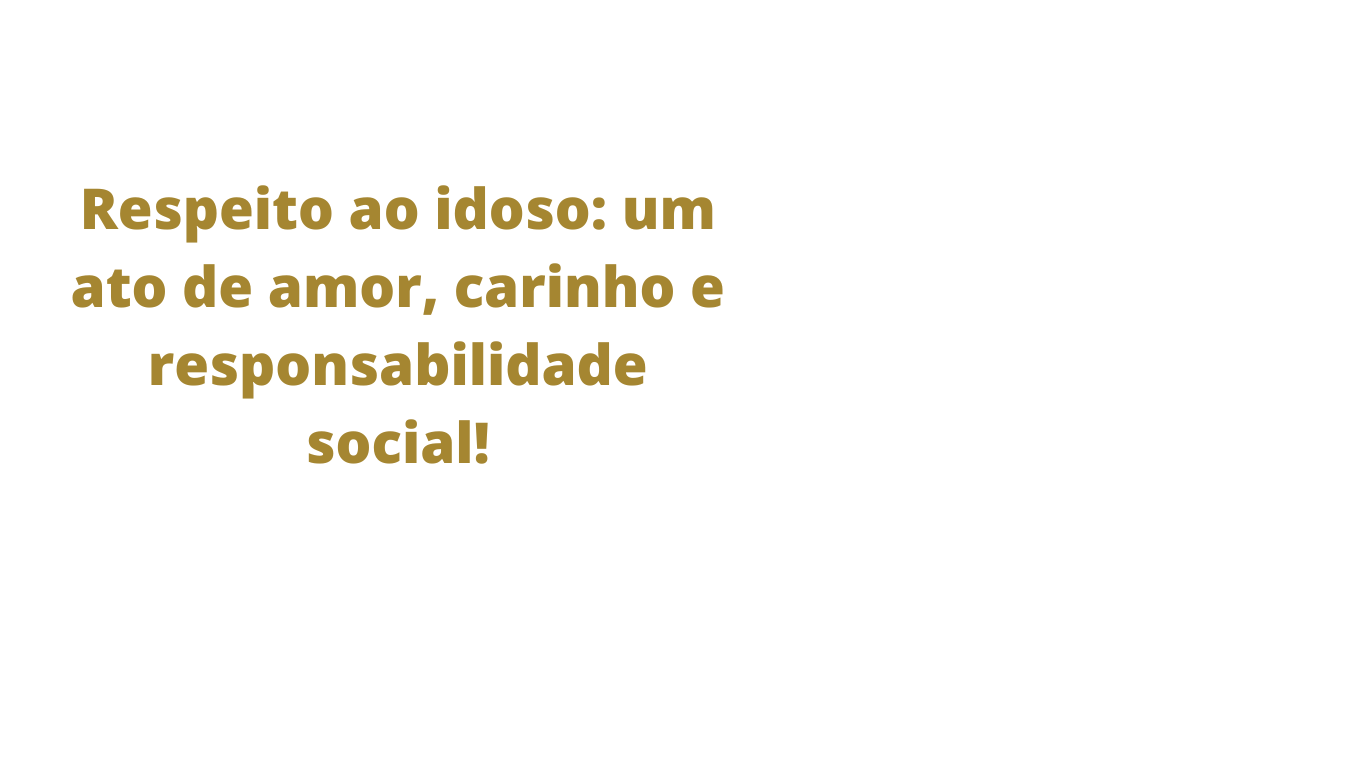 Respeito ao idoso: um
ato de amor, carinho e
responsabilidade
social!